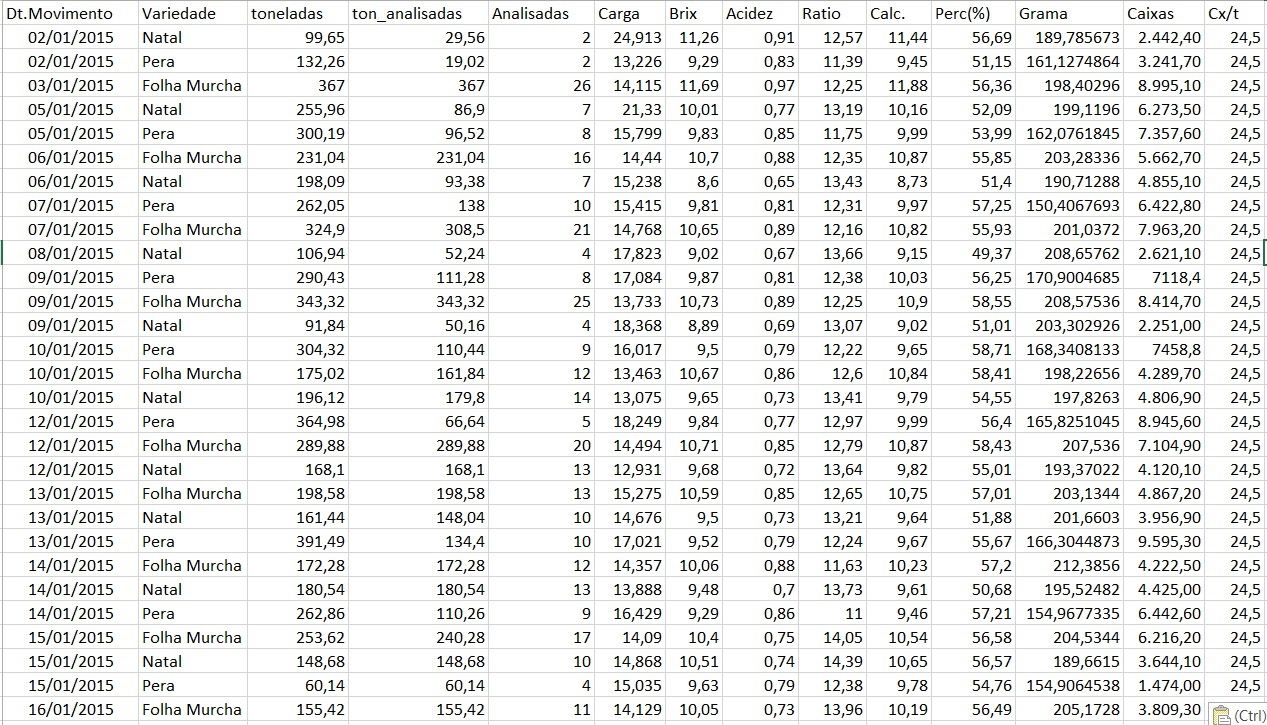 Dt.Movimento Variedade toneladas ton_analisadas Analisadas Carga Brix Acidez Ratio Calc. Perc(%) Grama Caixas Cx/t
02/01/2015 Natal 99,65 29,56 2 24,913 11,26 0,91 12,57 11,44 56,69 189,785673 2.442,40 24,5
02/01/2015 Pera 132,26 19,02 2 13,226 9,29 0,83 11,39 9,45 51,15 161,1274864 3.241,70 24,5
03/01/2015 Folha Murcha 367 367 26 14,115 11,69 0,97 12,25 11,88 56,36 198,40296 8.995,10 24,5
05/01/2015 Natal 255,96 86,9 7 21,33 10,01 0,77 13,19 10,16 52,09 199,1196 6.273,50 24,5
05/01/2015 Pera 300,19 96,52 8 15,799 9,83 0,85 11,75 9,99 53,99 162,0761845 7.357,60 24,5
06/01/2015 Folha Murcha 231,04 231,04 16 14,44 10,7 0,88 12,35 10,87 55,85 203,28336 5.662,70 24,5
06/01/2015 Natal 198,09 93,38 7 15,238 8,6 0,65 13,43 8,73 51,4 190,71288 4.855,10 24,5
07/01/2015 Pera 262,05 138 10 15,415 9,81 0,81 12,31 9,97 57,25 150,4067693 6.422,80 24,5
07/01/2015 Folha Murcha 324,9 308,5 21 14,768 10,65 0,89 12,16 10,82 55,93 201,0372 7.963,20 24,5
08/01/2015 Natal 106,94 52,24 4 17,823 9,02 0,67 13,66 9,15 49,37 208,65762 2.621,10 24,5
09/01/2015 Pera 290,43 111,28 8 17,084 9,87 0,81 12,38 10,03 56,25 170,9004685 7118,4 24,5
09/01/2015 Folha Murcha 343,32 343,32 25 13,733 10,73 0,89 12,25 10,9 58,55 208,57536 8.414,70 24,5
09/01/2015 Natal 91,84 50,16 4 18,368 8,89 0,69 13,07 9,02 51,01 203,302926 2.251,00 24,5
10/01/2015 Pera 304,32 110,44 9 16,017 9,5 0,79 12,22 9,65 58,71 168,3408133 7458,8 24,5
10/01/2015 Folha Murcha 175,02 161,84 12 13,463 10,67 0,86 12,6 10,84 58,41 198,22656 4.289,70 24,5
10/01/2015 Natal 196,12 179,8 14 13,075 9,65 0,73 13,41 9,79 54,55 197,8263 4.806,90 24,5
12/01/2015 Pera 364,98 66,64 5 18,249 9,84 0,77 12,97 9,99 56,4 165,8251045 8.945,60 24,5
12/01/2015 Folha Murcha 289,88 289,88 20 14,494 10,71 0,85 12,79 10,87 58,43 207,536 7.104,90 24,5
12/01/2015 Natal 168,1 168,1 13 12,931 9,68 0,72 13,64 9,82 55,01 193,37022 4.120,10 24,5
13/01/2015 Folha Murcha 198,58 198,58 13 15,275 10,59 0,85 12,65 10,75 57,01 203,1344 4.867,20 24,5
13/01/2015 Natal 161,44 148,04 10 14,676 9,5 0,73 13,21 9,64 51,88 201,6603 3.956,90 24,5
13/01/2015 Pera 391,49 134,4 10 17,021 9,52 0,79 12,24 9,67 55,67 166,3044873 9.595,30 24,5
14/01/2015 Folha Murcha 172,28 172,28 12 14,357 10,06 0,88 11,63 10,23 57,2 212,3856 4.222,50 24,5
14/01/2015 Natal 180,54 180,54 13 13,888 9,48 0,7 13,73 9,61 50,68 195,52482 4.425,00 24,5
14/01/2015 Pera 262,86 110,26 9 16,429 9,29 0,86 11 9,46 57,21 154,9677335 6.442,60 24,5
15/01/2015 Folha Murcha 253,62 240,28 17 14,09 10,4 0,75 14,05 10,54 56,58 204,5344 6.216,20 24,5
15/01/2015 Natal 148,68 148,68 10 14,868 10,51 0,74 14,39 10,65 56,57 189,6615 3.644,10 24,5
15/01/2015 Pera 60,14 60,14 4 15,035 9,63 0,79 12,38 9,78 54,76 154,9064538 1.474,00 24,5
16/01/2015 Folha Murcha 155,42 155,42 11 14,129 10,05 0,73 13,96 10,19 56,49 205,1728 3.809,30 (Ctrl)